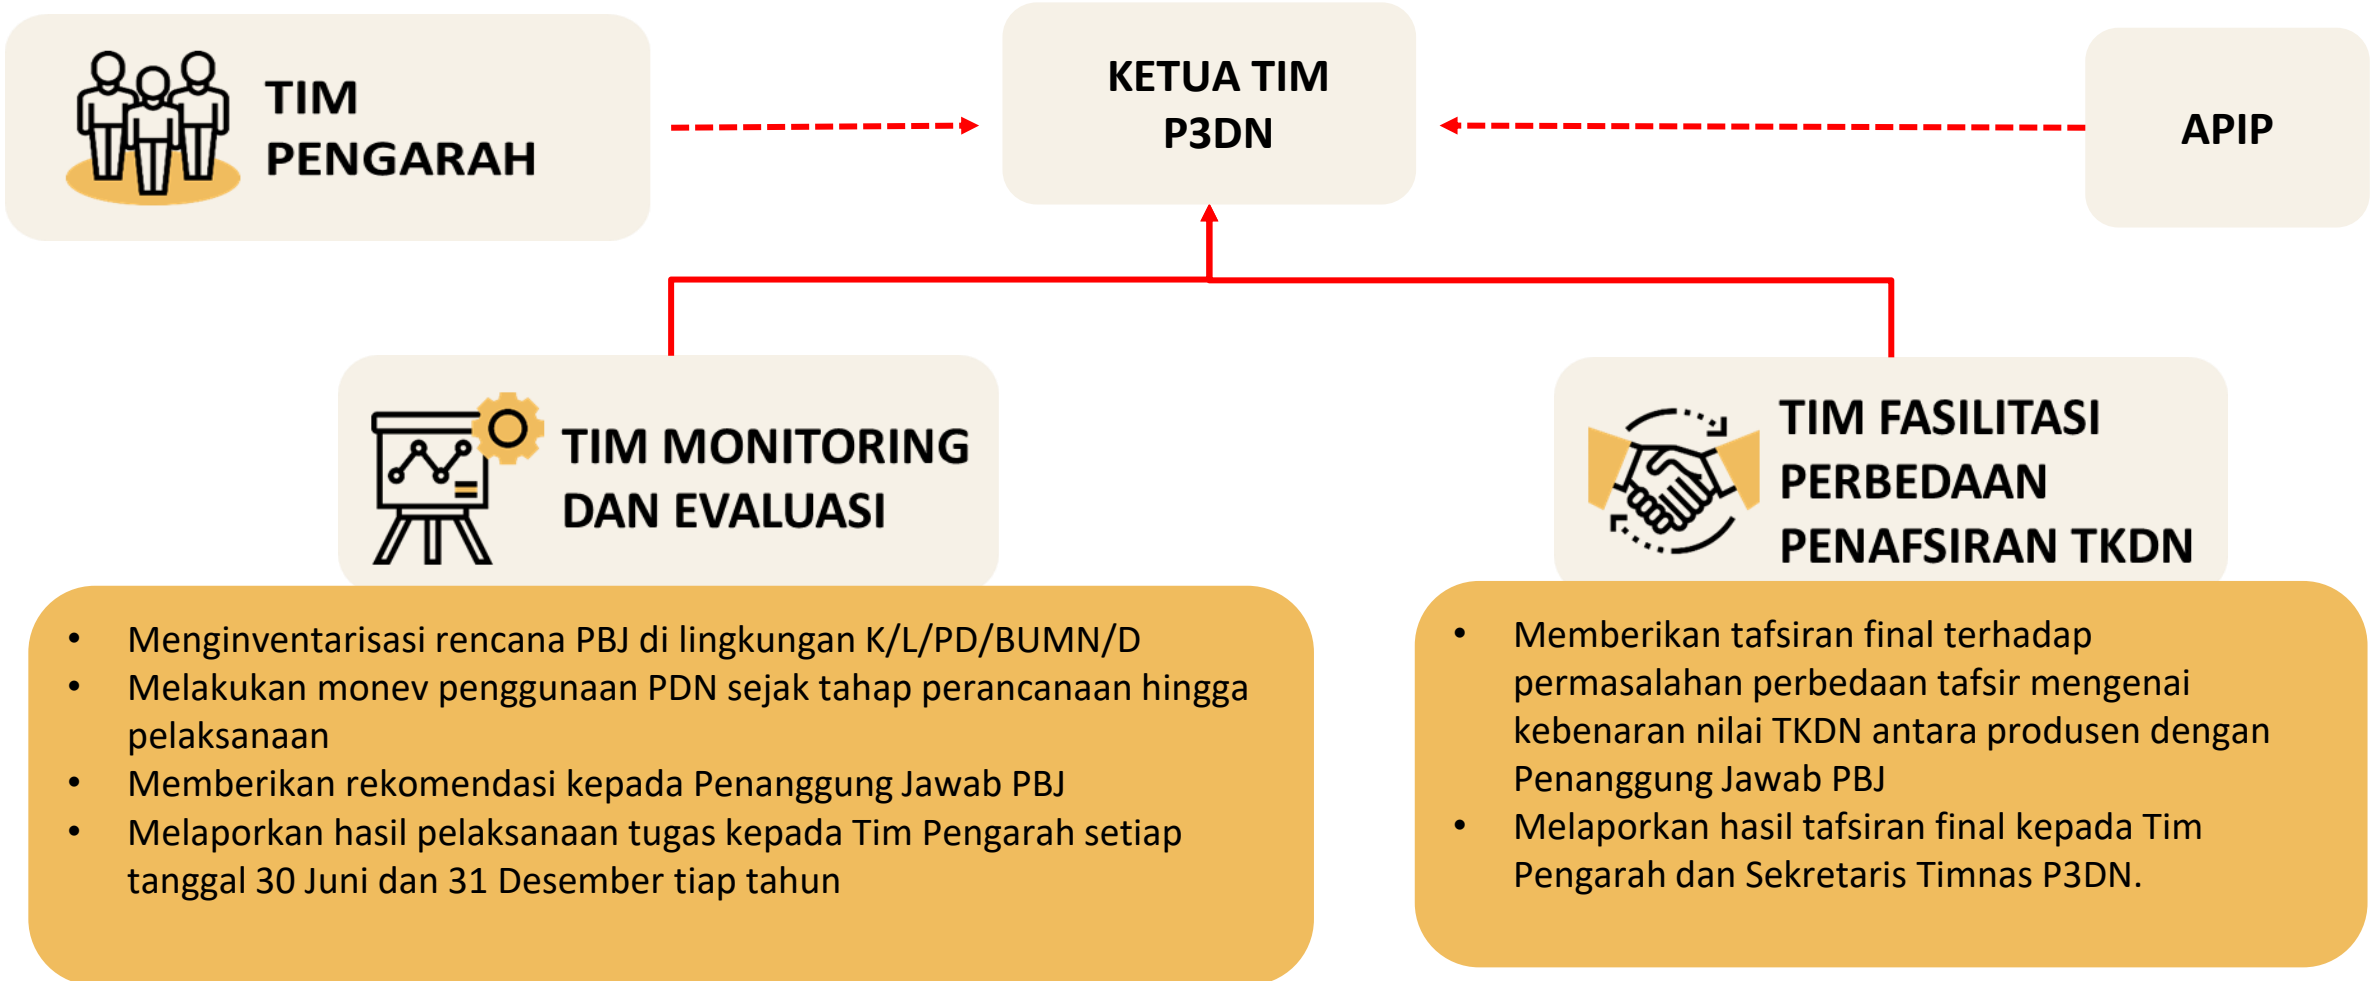 TIM
PENGARAH
KETUA TIM
P3DN
APIP
TIM MONITORING
DAN EVALUASI
• Menginventarisasi rencana PBJ di lingkungan K/L/PD/BUMN/D
• Melakukan monev penggunaan PDN sejak tahap perancanaan hingga
pelaksanaan
• Memberikan rekomendasi kepada Penanggung Jawab PBJ
• Melaporkan hasil pelaksanaan tugas kepada Tim Pengarah setiap
tanggal 30 Juni dan 31 Desember tiap tahun
TIM FASILITASI
PERBEDAAN
PENAFSIRAN TKDN
• Memberikan tafsiran final terhadap
permasalahan perbedaan tafsir mengenai
kebenaran nilai TKDN antara produsen dengan
Penanggung Jawab PBJ
• Melaporkan hasil tafsiran final kepada Tim
Pengarah dan Sekretaris Timnas P3DN.